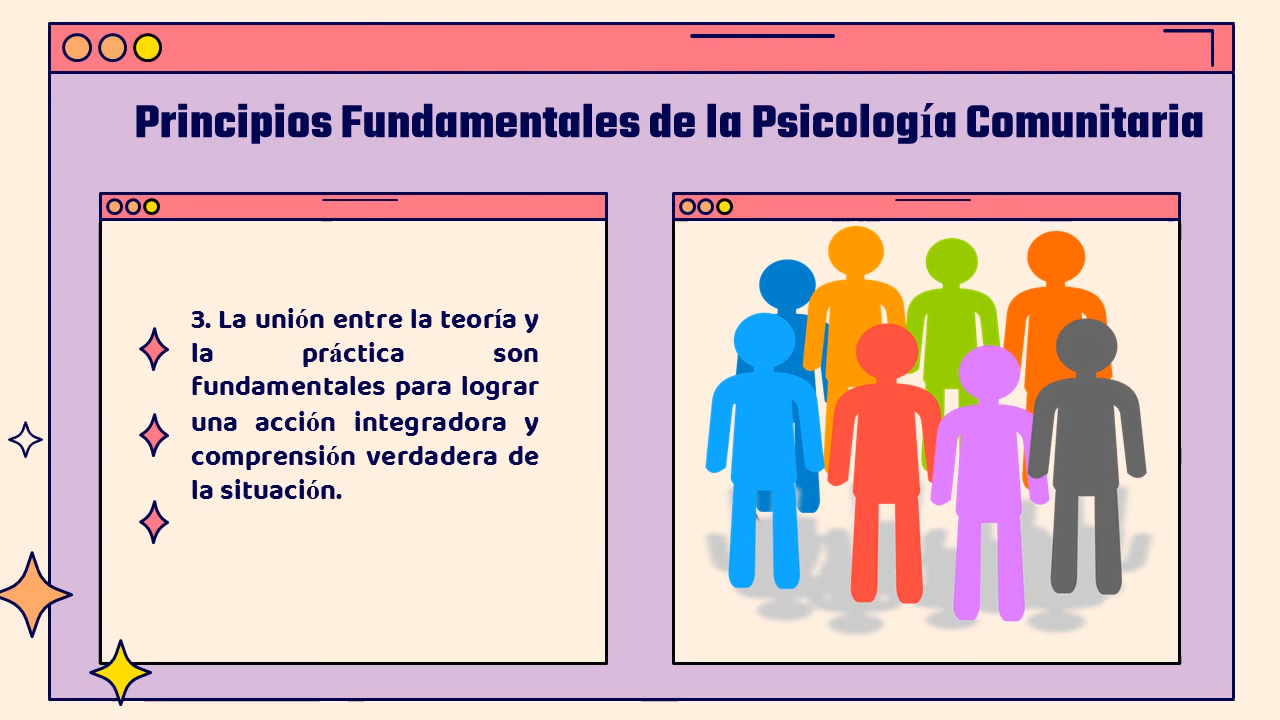 Principios Fundamentales de la Psicología Comunitaria
3. La unión entre la teoría y
la práctica son
fundamentales para lograr
una acción integradora y
comprensión verdadera de
la situación.